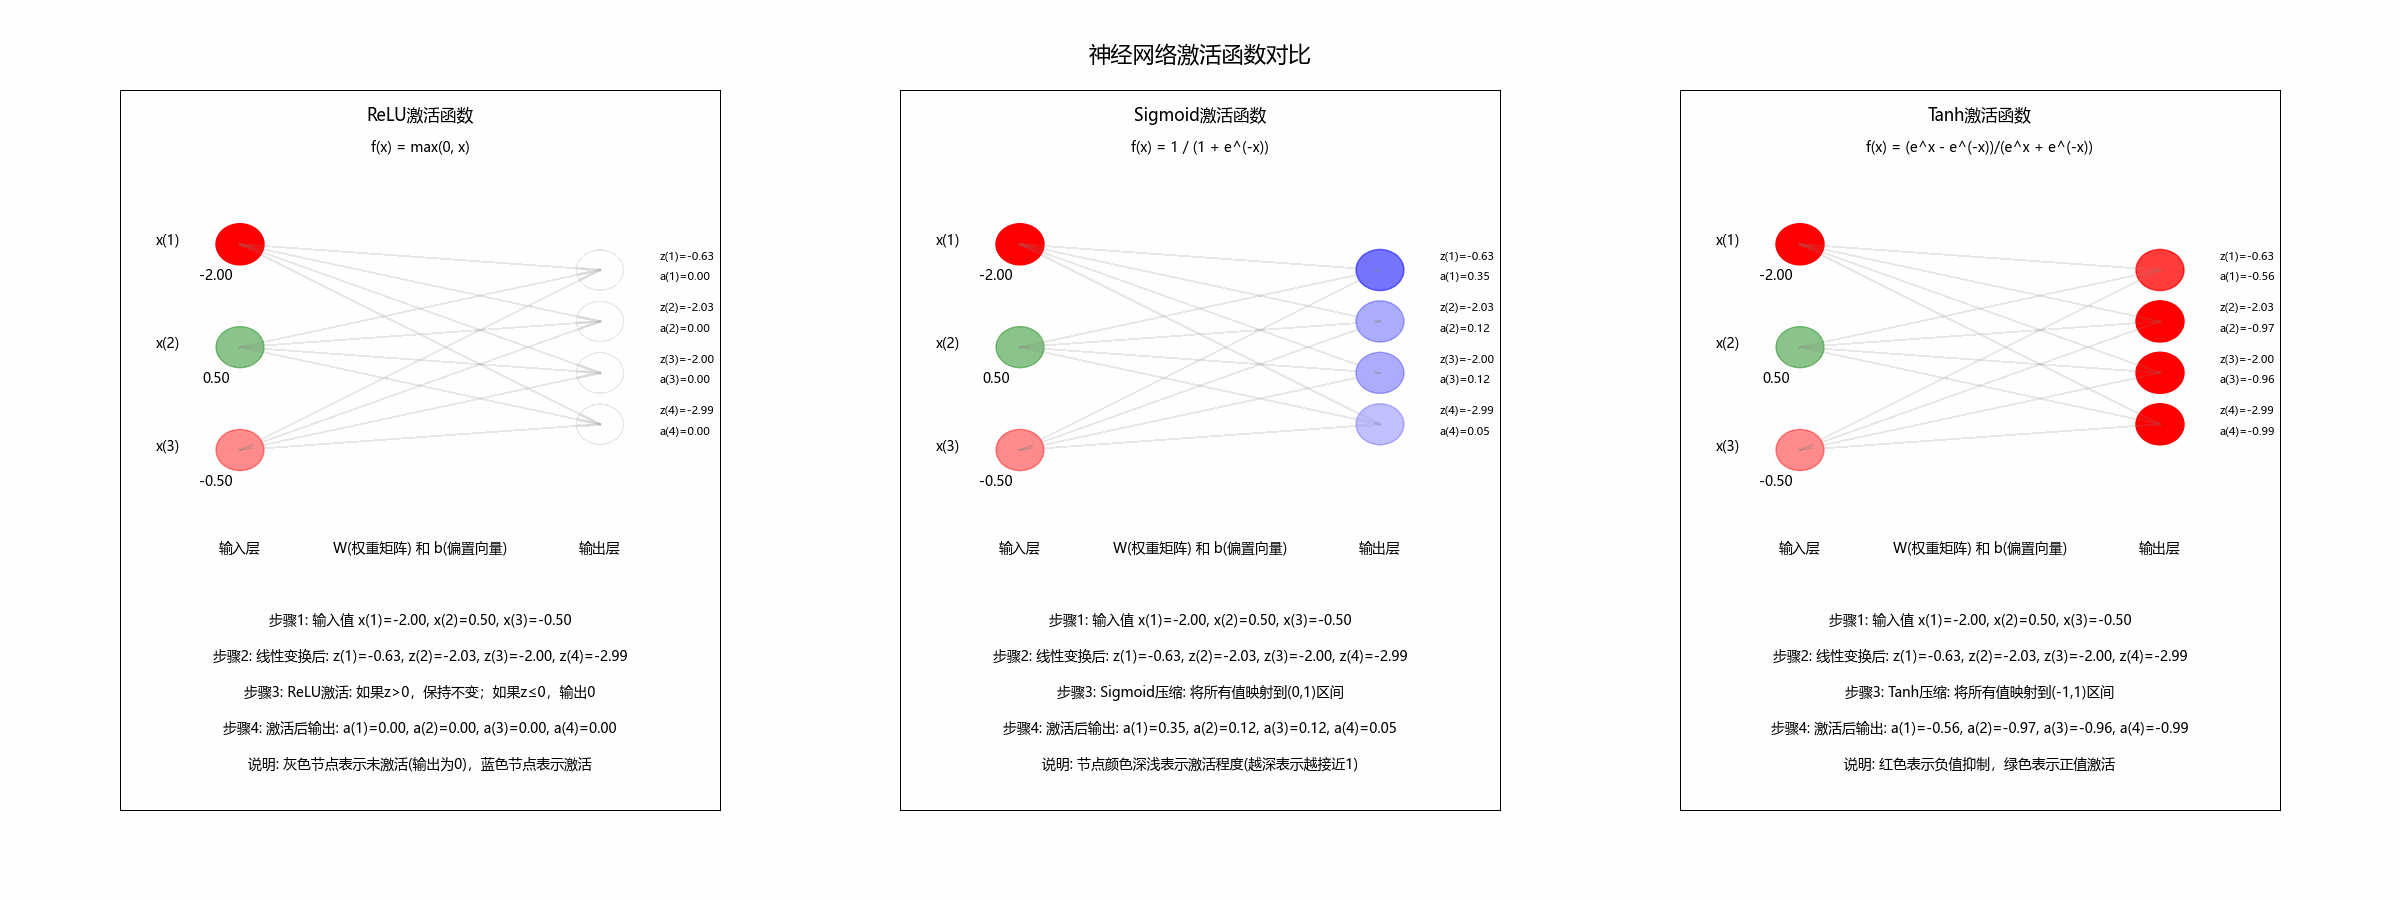 神经网络激活函数对比
ReLU激活函数
f(x) = max(0, x)
x(1)
-2.00
x(2)
0.50
x(3)
-0.50
z(1)=-0.63
a(1)=0.00
z(2)=-2.03
a(2)=0.00
z(3)=-2.00
a(3)=0.00
z(4)=-2.99
a(4)=0.00
输入层
W(权重矩阵) 和 b(偏置向量)
输出层
步骤1: 输入值 x(1)=-2.00, x(2)=0.50, x(3)=-0.50
步骤2: 线性变换后: z(1)=-0.63, z(2)=-2.03, z(3)=-2.00, z(4)=-2.99
步骤3: ReLU激活: 如果z>0，保持不变；如果z≤0，输出0
步骤4: 激活后输出: a(1)=0.00, a(2)=0.00, a(3)=0.00, a(4)=0.00
说明: 灰色节点表示未激活(输出为0)，蓝色节点表示激活
Sigmoid激活函数
f(x) = 1 / (1 + e^(-x))
x(1)
-2.00
x(2)
0.50
x(3)
-0.50
z(1)=-0.63
a(1)=0.35
z(2)=-2.03
a(2)=0.12
z(3)=-2.00
a(3)=0.12
z(4)=-2.99
a(4)=0.05
输入层
W(权重矩阵) 和 b(偏置向量)
输出层
步骤1: 输入值 x(1)=-2.00, x(2)=0.50, x(3)=-0.50
步骤2: 线性变换后: z(1)=-0.63, z(2)=-2.03, z(3)=-2.00, z(4)=-2.99
步骤3: Sigmoid压缩: 将所有值映射到(0,1)区间
步骤4: 激活后输出: a(1)=0.35, a(2)=0.12, a(3)=0.12, a(4)=0.05
说明: 节点颜色深浅表示激活程度(越深表示越接近1)
Tanh激活函数
f(x) = (e^x - e^(-x))/(e^x + e^(-x))
x(1)
-2.00
x(2)
0.50
x(3)
-0.50
z(1)=-0.63
a(1)=-0.56
z(2)=-2.03
a(2)=-0.97
z(3)=-2.00
a(3)=-0.96
z(4)=-2.99
a(4)=-0.99
输入层
W(权重矩阵) 和 b(偏置向量)
输出层
步骤1: 输入值 x(1)=-2.00, x(2)=0.50, x(3)=-0.50
步骤2: 线性变换后: z(1)=-0.63, z(2)=-2.03, z(3)=-2.00, z(4)=-2.99
步骤3: Tanh压缩: 将所有值映射到(-1,1)区间
步骤4: 激活后输出: a(1)=-0.56, a(2)=-0.97, a(3)=-0.96, a(4)=-0.99
说明: 红色表示负值抑制，绿色表示正值激活